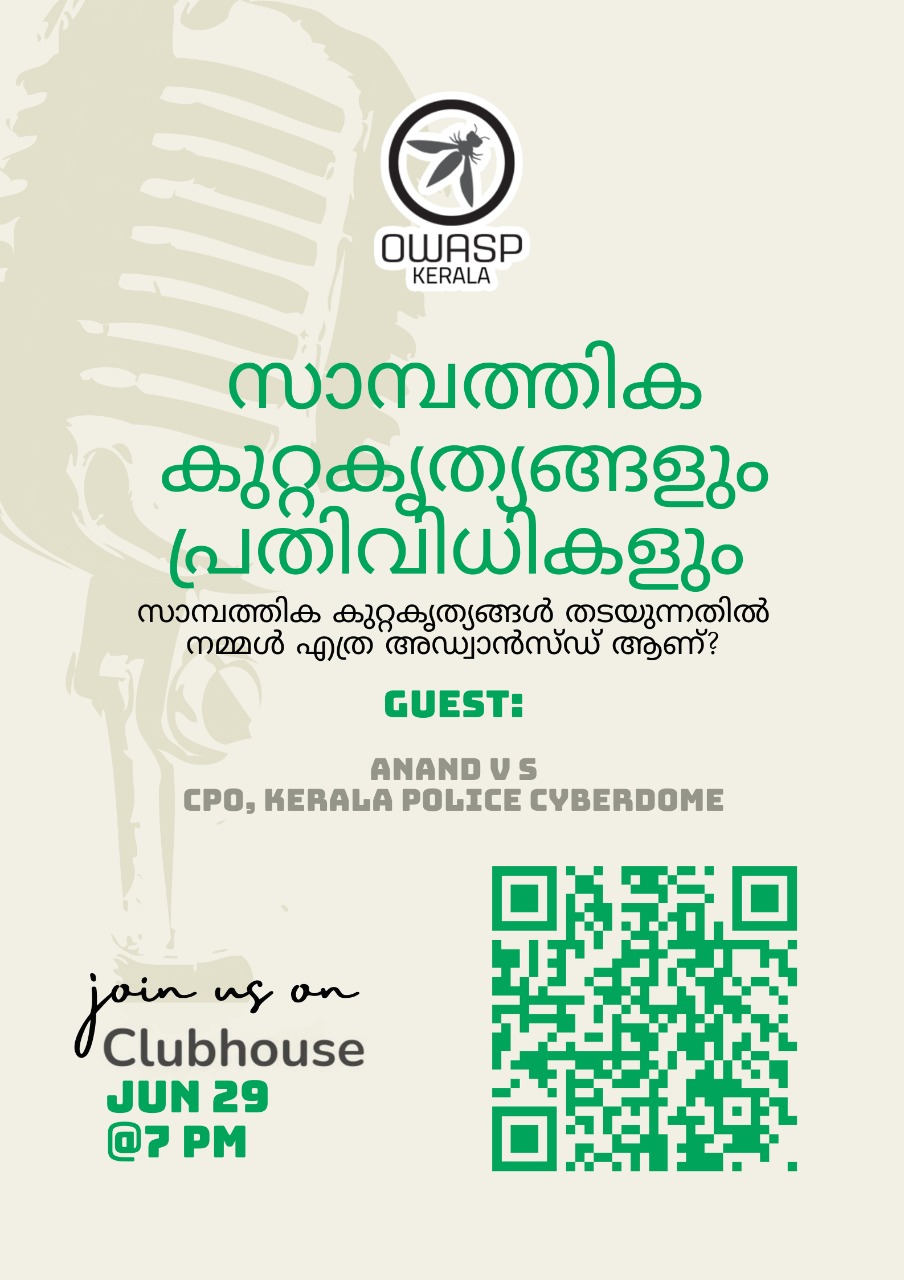 OWASP
KERALA
സാമ്പത്തിക
കുറ്റകൃത്യങ്ങളും
പ്രതിവിധികളും
സാമ്പത്തിക കുറ്റകൃത്യങ്ങൾ തടയുന്നതിൽ
നമ്മൾ എത്ര അഡ്വാൻസ്ഡ് ആണ്?
GUEST:
ANAND V S
CPO, KERALA POLICE CYBERDOME
join us on
Clubhouse
JUN 29
@7 PM